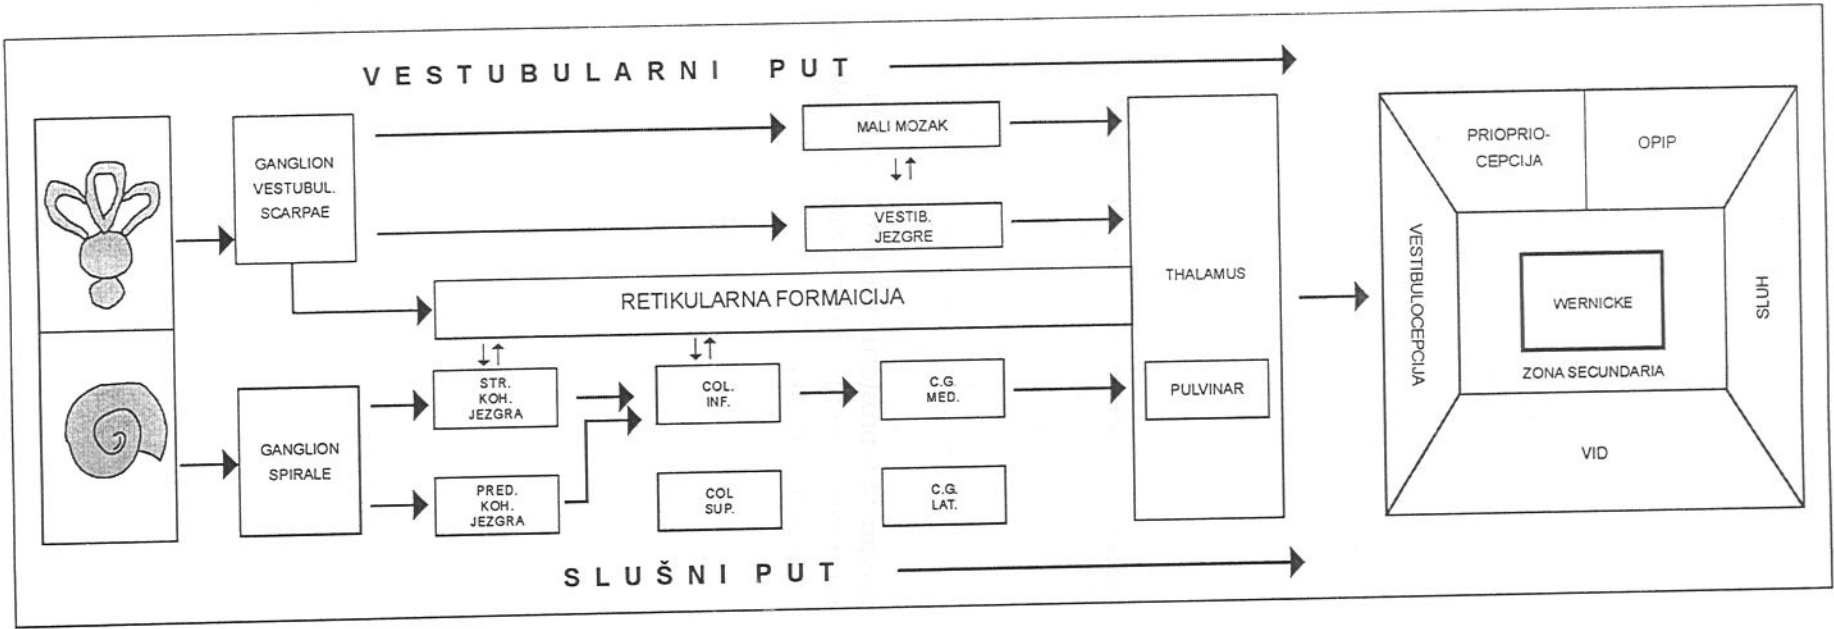 VESTUBULARNI PUT
GANGLION
VESTUBUL.
SCARPAE
MALI MOZAK
VESTIB.
JEZGRE
RETIKULARNA FORMAICIJA
GANGLION
SPIRALE
STR.
KOH.
JEZGRA
PRED.
KOH.
JEZGRA
COL.
INF.
COL
SUP.
C.G.
MED.
C.G.
LAT.
THALAMUS
PULVINAR
PRIOPRIO-
CEPCIJA
OPIP
VESTIBULOCEPCIJA
SLUH
WERNICKE
ZONA SECUNDARIA
VID
SLUŠNI PUT